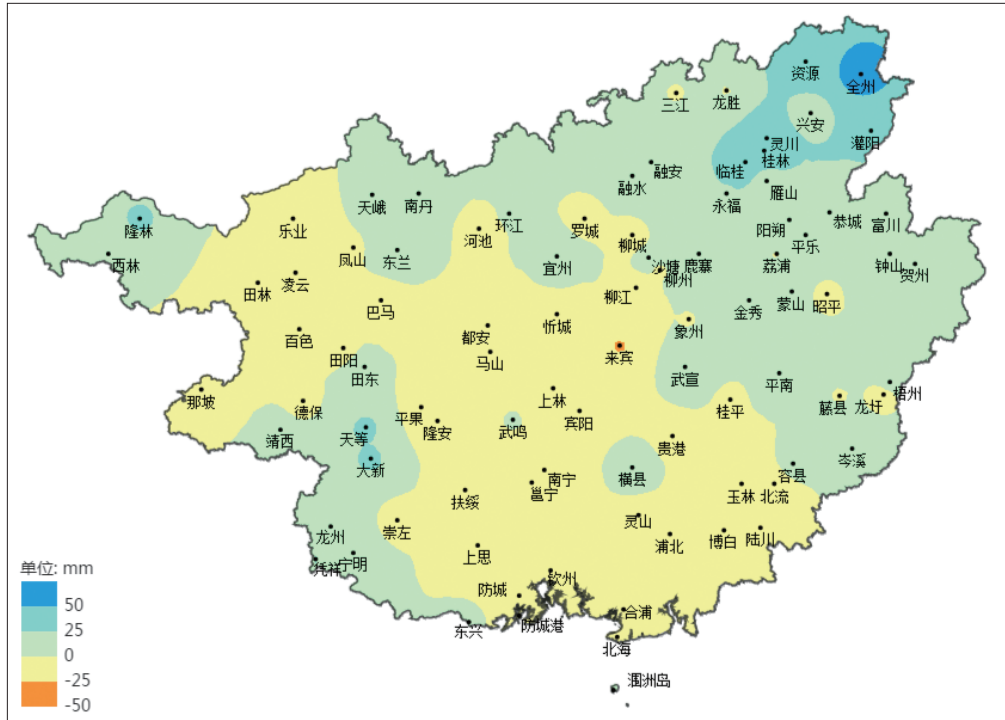 资源
全州
三江
龙胜
兴安
灌阳
灵川
桂林
临桂
融安
融水
雁山
永福
天峨
南丹
环江
罗城
阳朔
恭城
富川
隆林
乐业
河池
柳城
平乐
西林
凤山
东兰
宜州
沙塘
鹿寨
荔浦
钟山
贺州
柳州
田林
凌云
巴马
柳江
金秀
蒙山
昭平
忻城
象州
百色
都安
来宾
田阳
马山
田东
武宣
平南
那坡
德保
平果
上林
桂平
藤县
龙圩
梧州
隆安
武鸣
宾阳
靖西
天等
贵港
大新
南宁
横县
容县
岑溪
邕宁
扶绥
玉林
北流
龙州
崇左
灵山
浦北
博白
陆川
凭祥
宁明
上思
单位: mm
钦州
防城
50
合浦
25
东兴
防城港
0
北海
-25
涠洲岛
-50